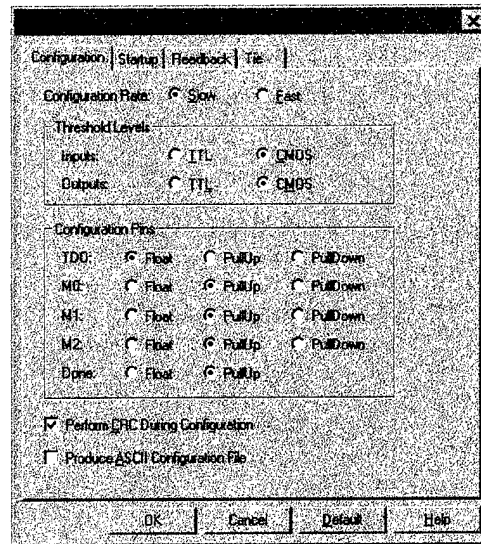 Configuration Startup Readback Tie
Configuration Rate: Slow Fast
Threshold Levels
Inputs: TTL CMOS
Outputs: TTL CMOS
Configuration Pins
TDO: Float PullUp PullDown
M0: Float PullUp PullDown
M1: Float PullUp PullDown
M2: Float PullUp PullDown
Done: Float PullUp
Perform CRC During Configuration
Produce ASCII Configuration File
OK Cancel Default Help